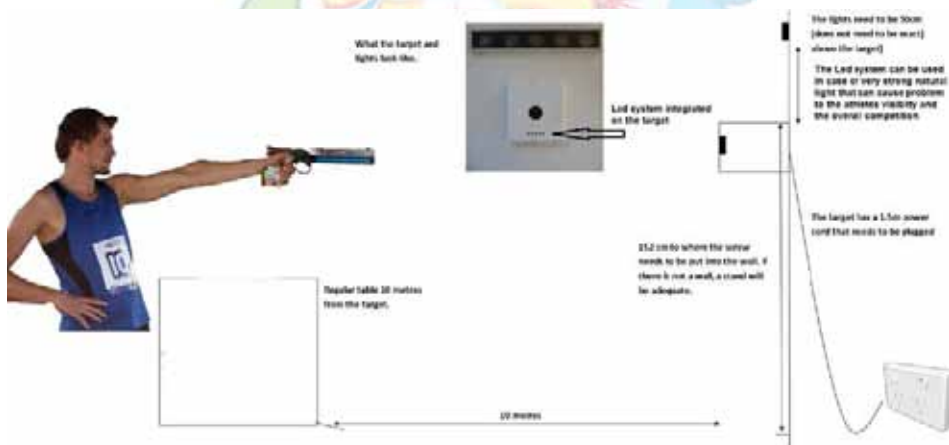 What the target and
lights look like.
Led system integrated
on the target
The lights need to be 50cm
(does not need to be exact)
above the target)
The Led system can be used
in case of very strong natural
light that can cause problem
to the athletes visibility and
the overall competition
The target has a 1.5m power
cord that needs to be plugged
152 cm to where the screw
needs to be put into the wall. If
there is not a wall, a stand will
be adequate.
Regular table 10 metres
from the target.
10 metres